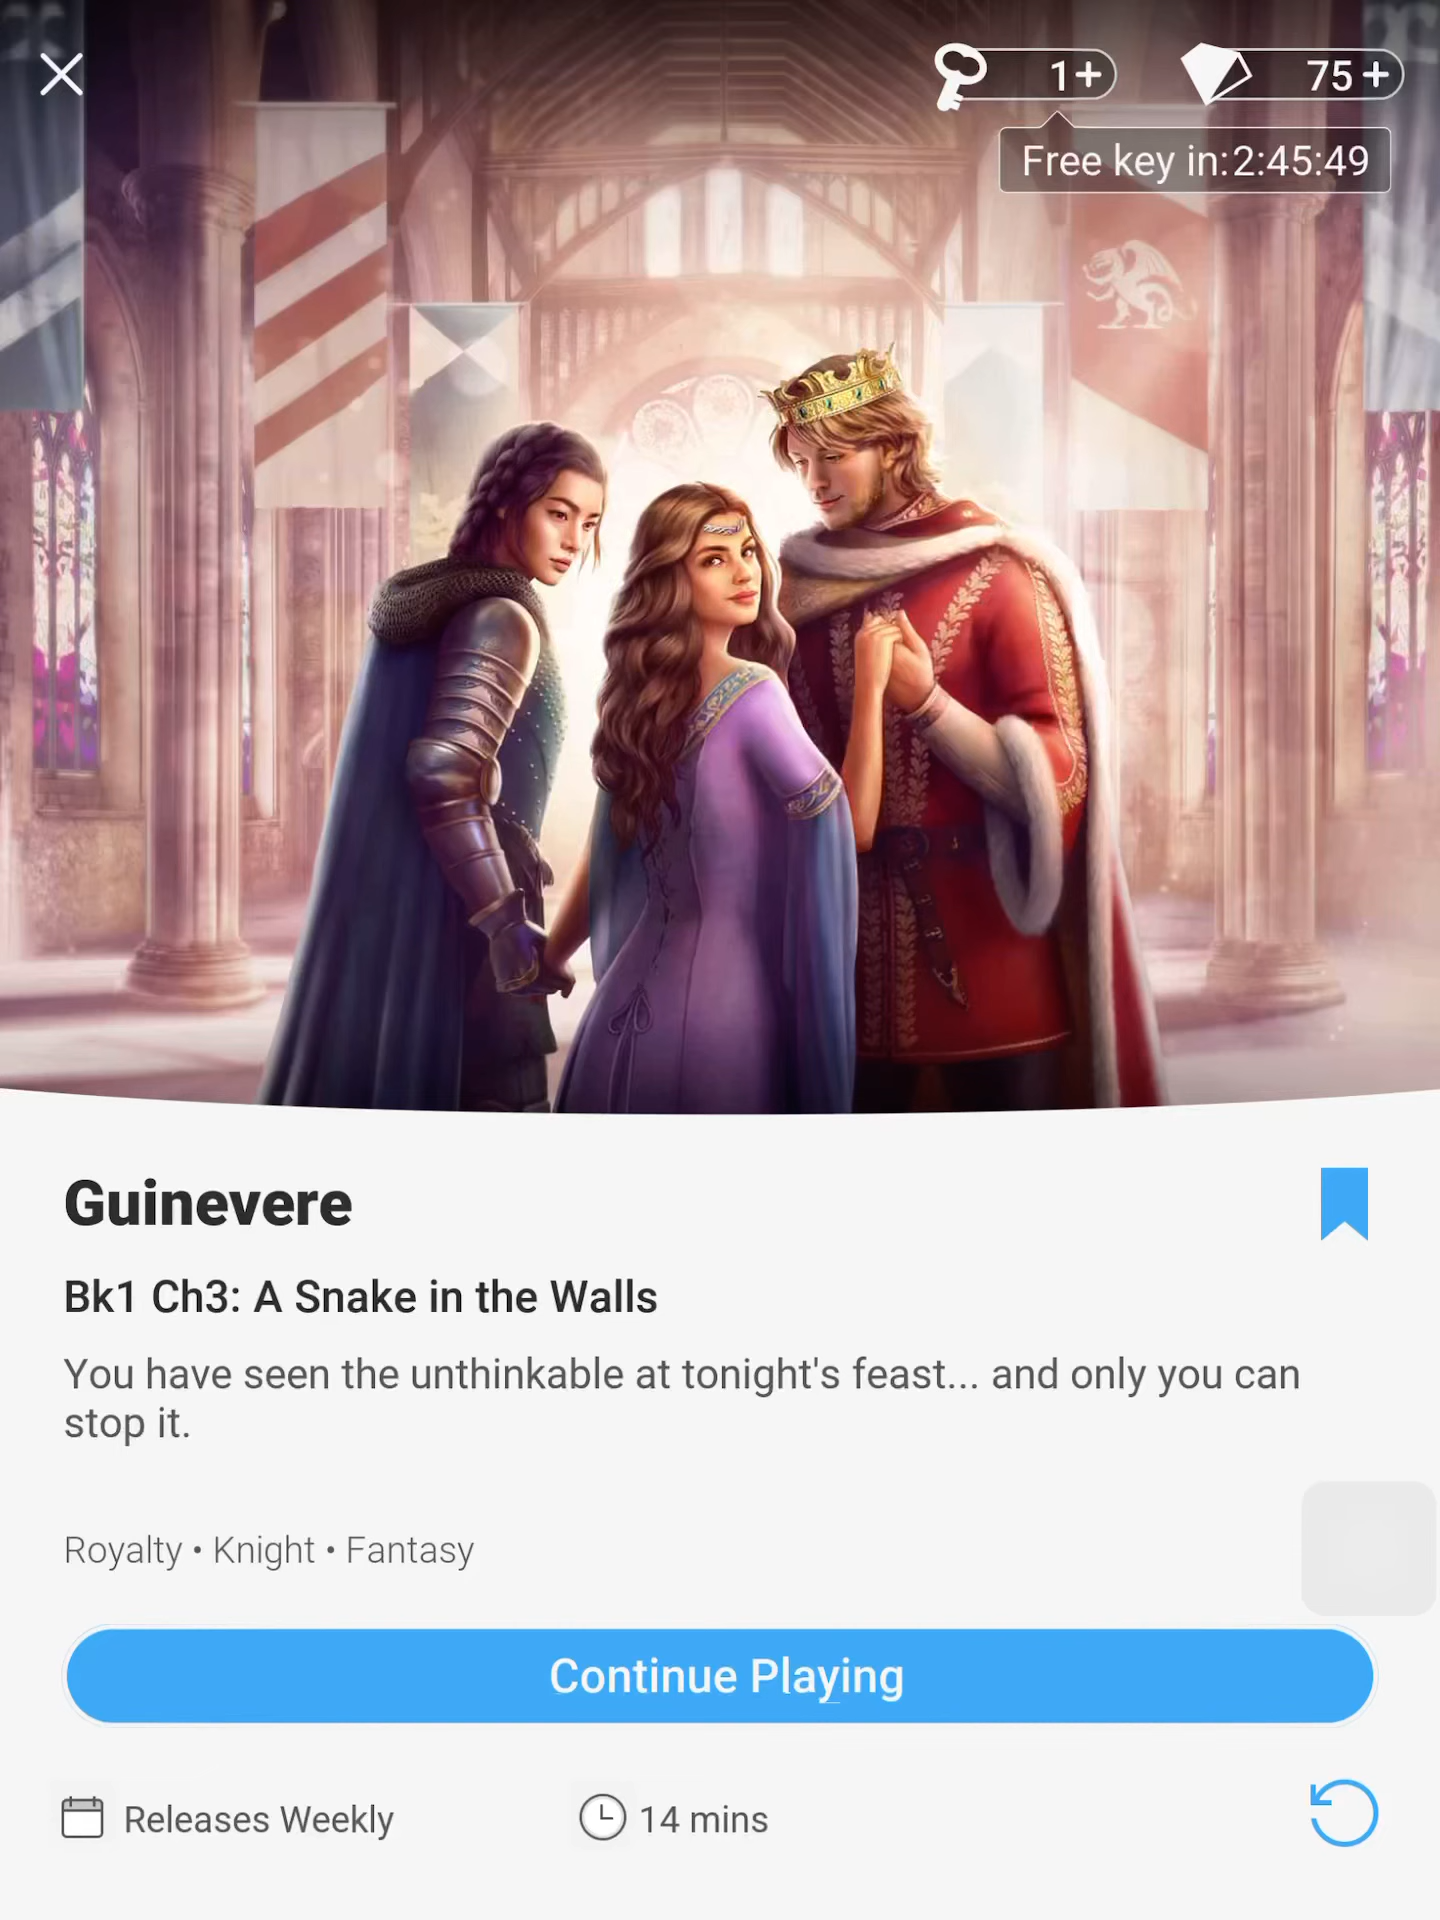 1+
75+
Free key in:2:45:49
Guinevere
Bk1 Ch3: A Snake in the Walls
You have seen the unthinkable at tonight's feast... and only you can
stop it.
Royalty • Knight • Fantasy
Continue Playing
Releases Weekly
14 mins